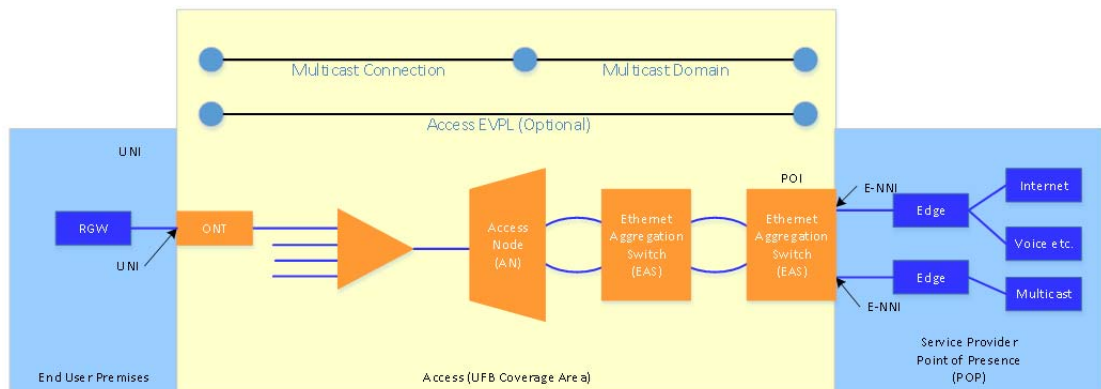 Multicast Connection
Multicast Domain
Access EVPL (Optional)
UNI
POI
E-NNI
Internet
RGW
ONT
Access
Node
(AN)
Ethernet
Aggregation
Switch
(EAS)
Ethernet
Aggregation
Switch
(EAS)
Edge
Voice etc.
UNI
Edge
Multicast
E-NNI
End User Premises
Access (UFB Coverage Area)
Service Provider
Point of Presence
(POP)